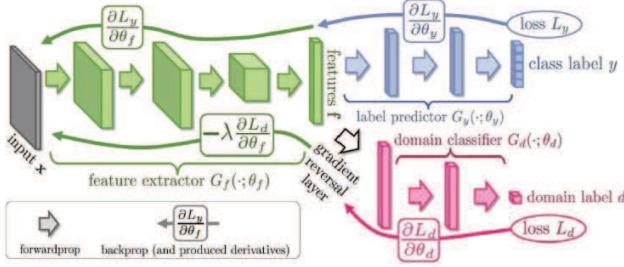 ∂L_y/∂θ_f
∂L_y/∂θ_y
loss L_y
features f
class label y
label predictor G_y(·; θ_y)
−λ ∂L_d/∂θ_f
input x
gradient reversal layer
domain classifier G_d(·; θ_d)
feature extractor G_f(·; θ_f)
domain label d
∂L_d/∂θ_d
loss L_d
∂L_y/∂θ_f
forwardprop
backprop (and produced derivatives)